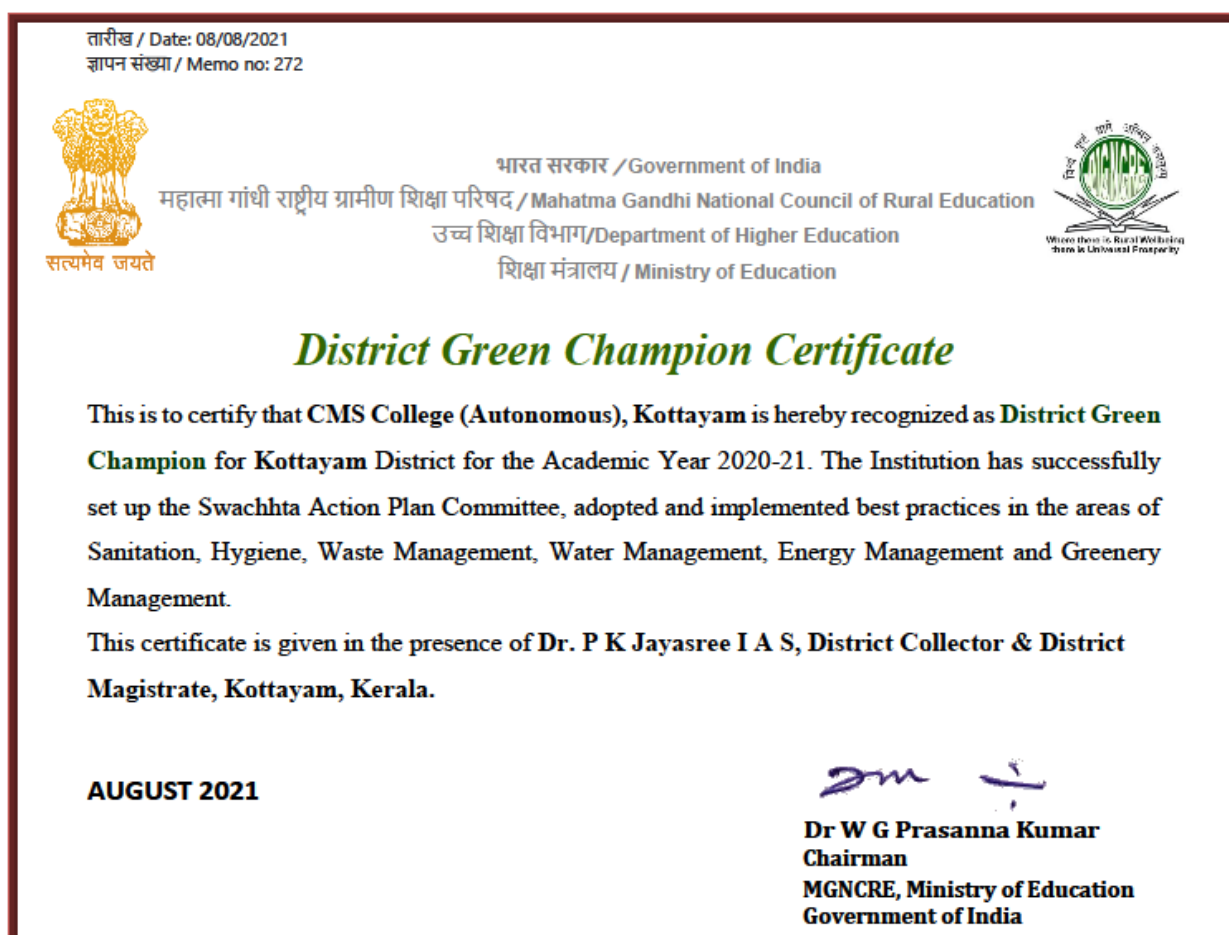 तारीख / Date: 08/08/2021
ज्ञापन संख्या / Memo no: 272
भारत सरकार /Government of India
महात्मा गांधी राष्ट्रीय ग्रामीण शिक्षा परिषद / Mahatma Gandhi National Council of Rural Education
उच्च शिक्षा विभाग/Department of Higher Education
शिक्षा मंत्रालय / Ministry of Education
सत्यमेव जयते
MGNCRE
Where there is Rural Wellbeing
there is Universal Prosperity
District Green Champion Certificate
This is to certify that CMS College (Autonomous), Kottayam is hereby recognized as District Green
Champion for Kottayam District for the Academic Year 2020-21. The Institution has successfully
set up the Swachhta Action Plan Committee, adopted and implemented best practices in the areas of
Sanitation, Hygiene, Waste Management, Water Management, Energy Management and Greenery
Management.
This certificate is given in the presence of Dr. P K Jayasree I A S, District Collector & District
Magistrate, Kottayam, Kerala.
AUGUST 2021
Dr W G Prasanna Kumar
Chairman
MGNCRE, Ministry of Education
Government of India